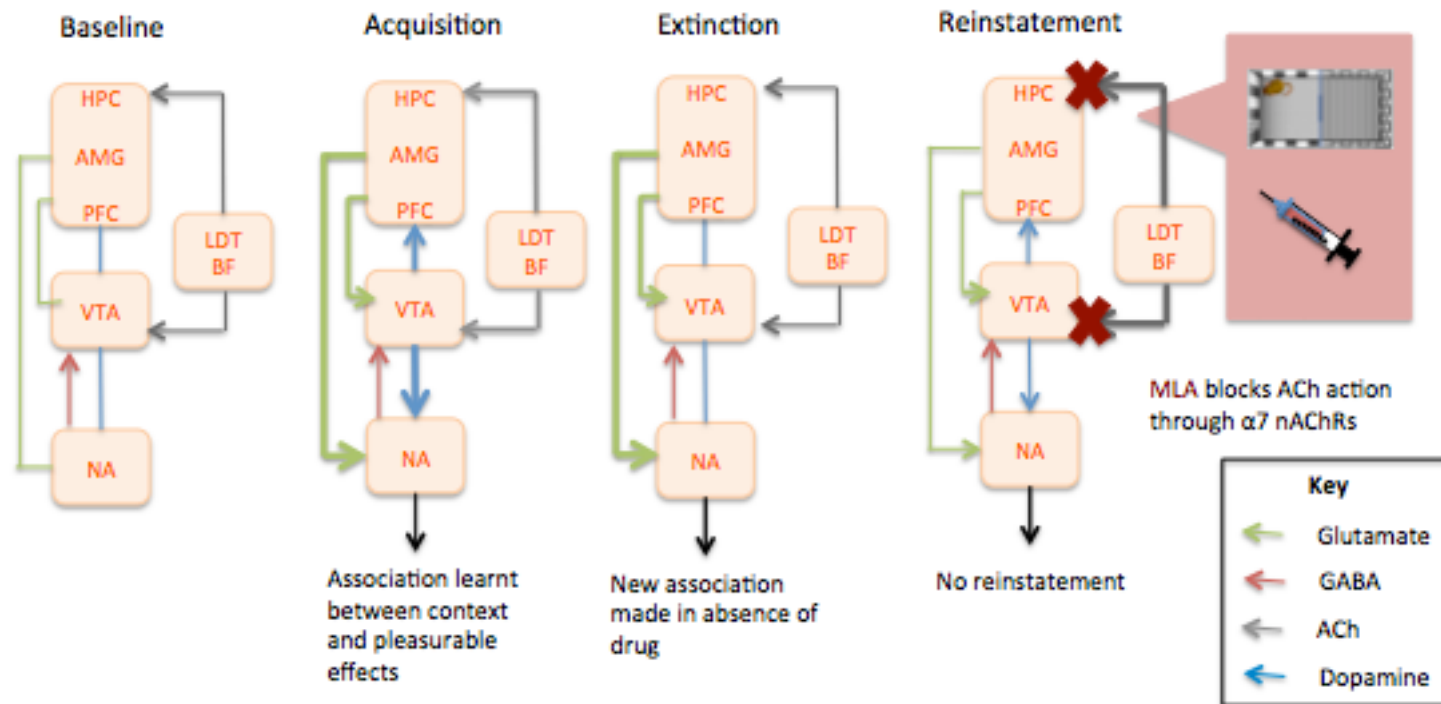 Baseline
HPC
AMG
PFC
LDT
BF
VTA
NA
Acquisition
HPC
AMG
PFC
LDT
BF
VTA
NA
Association learnt
between context
and pleasurable
effects
Extinction
HPC
AMG
PFC
LDT
BF
VTA
NA
New association
made in absence of
drug
Reinstatement
HPC
AMG
PFC
LDT
BF
VTA
NA
No reinstatement
MLA blocks ACh action
through α7 nAChRs
Key
Glutamate
GABA
ACh
Dopamine